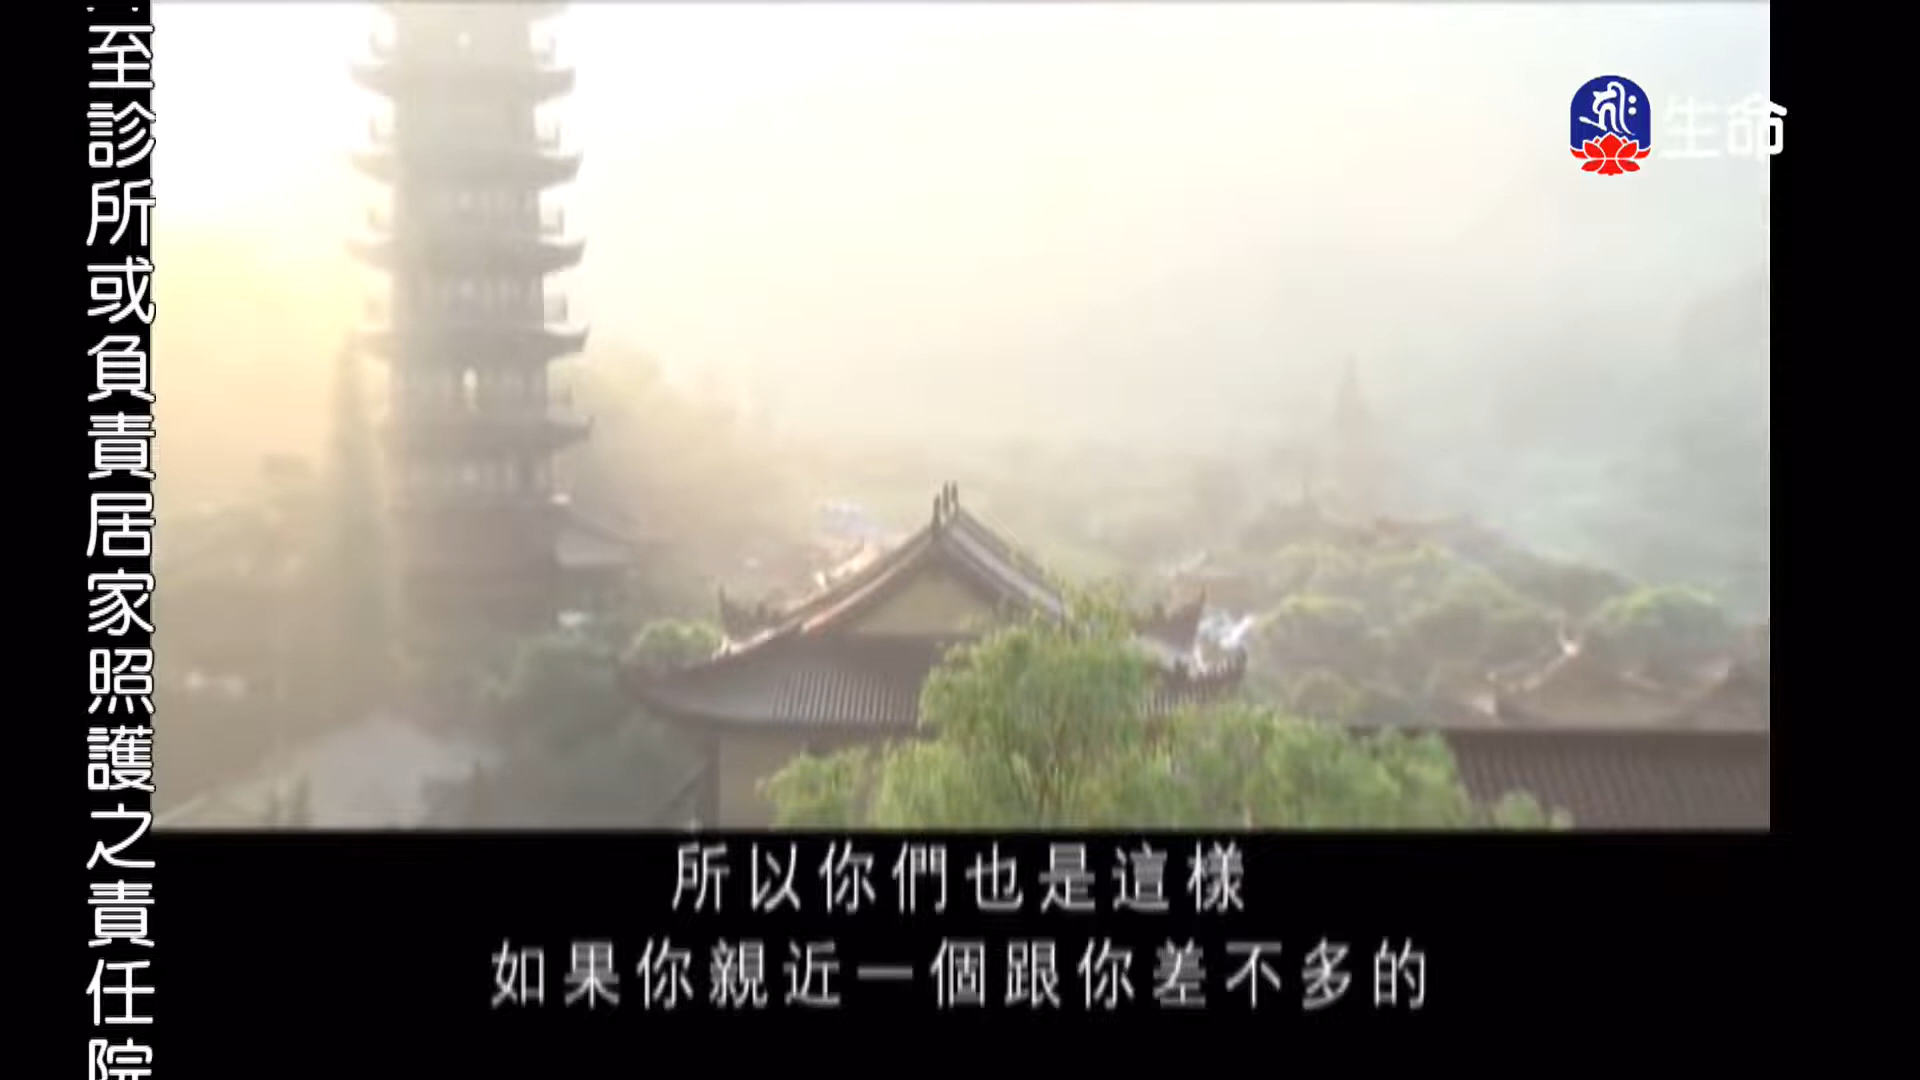 至診所或負責居家照護之責任院
生命
所以你們也是這樣
如果你親近一個跟你差不多的